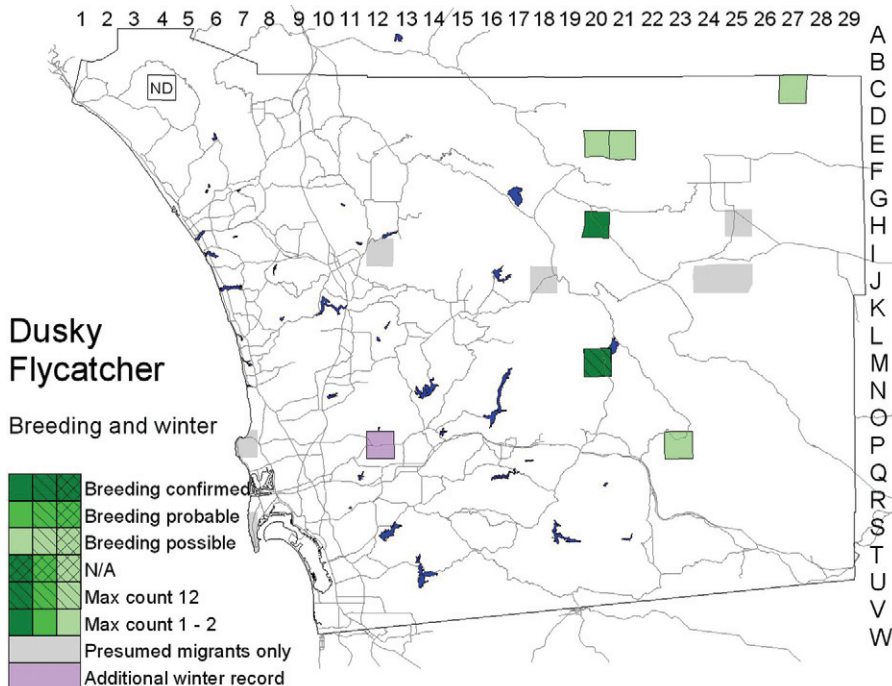 1 2 3 4 5 6 7 8 9 10 11 12 13 14 15 16 17 18 19 20 21 22 23 24 25 26 27 28 29
A
B
C
D
E
F
G
H
I
J
K
L
M
N
O
P
Q
R
S
T
U
V
W
ND
Dusky
Flycatcher
Breeding and winter
Breeding confirmed
Breeding probable
Breeding possible
N/A
Max count 12
Max count 1 - 2
Presumed migrants only
Additional winter record